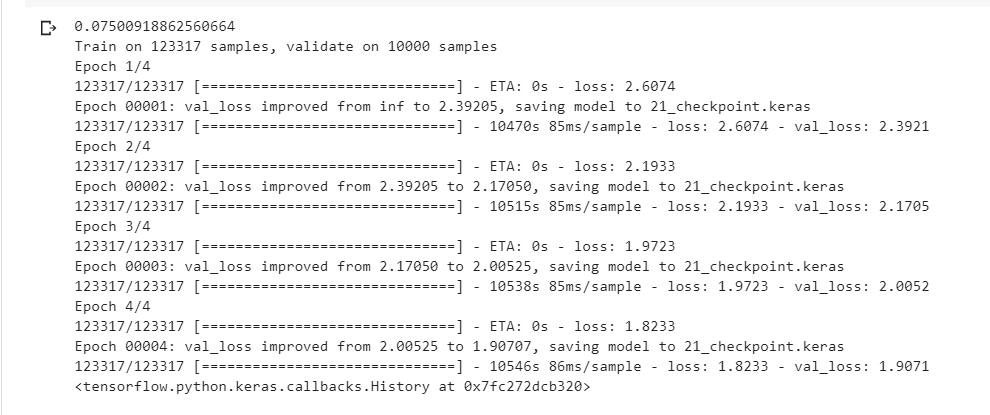 0.07500918862560664
Train on 123317 samples, validate on 10000 samples
Epoch 1/4
123317/123317 [==============================] - ETA: 0s - loss: 2.6074
Epoch 00001: val_loss improved from inf to 2.39205, saving model to 21_checkpoint.keras
123317/123317 [==============================] - 10470s 85ms/sample - loss: 2.6074 - val_loss: 2.3921
Epoch 2/4
123317/123317 [==============================] - ETA: 0s - loss: 2.1933
Epoch 00002: val_loss improved from 2.39205 to 2.17050, saving model to 21_checkpoint.keras
123317/123317 [==============================] - 10515s 85ms/sample - loss: 2.1933 - val_loss: 2.1705
Epoch 3/4
123317/123317 [==============================] - ETA: 0s - loss: 1.9723
Epoch 00003: val_loss improved from 2.17050 to 2.00525, saving model to 21_checkpoint.keras
123317/123317 [==============================] - 10538s 85ms/sample - loss: 1.9723 - val_loss: 2.0052
Epoch 4/4
123317/123317 [==============================] - ETA: 0s - loss: 1.8233
Epoch 00004: val_loss improved from 2.00525 to 1.90707, saving model to 21_checkpoint.keras
123317/123317 [==============================] - 10546s 86ms/sample - loss: 1.8233 - val_loss: 1.9071
<tensorflow.python.keras.callbacks.History at 0x7fc272dcb320>